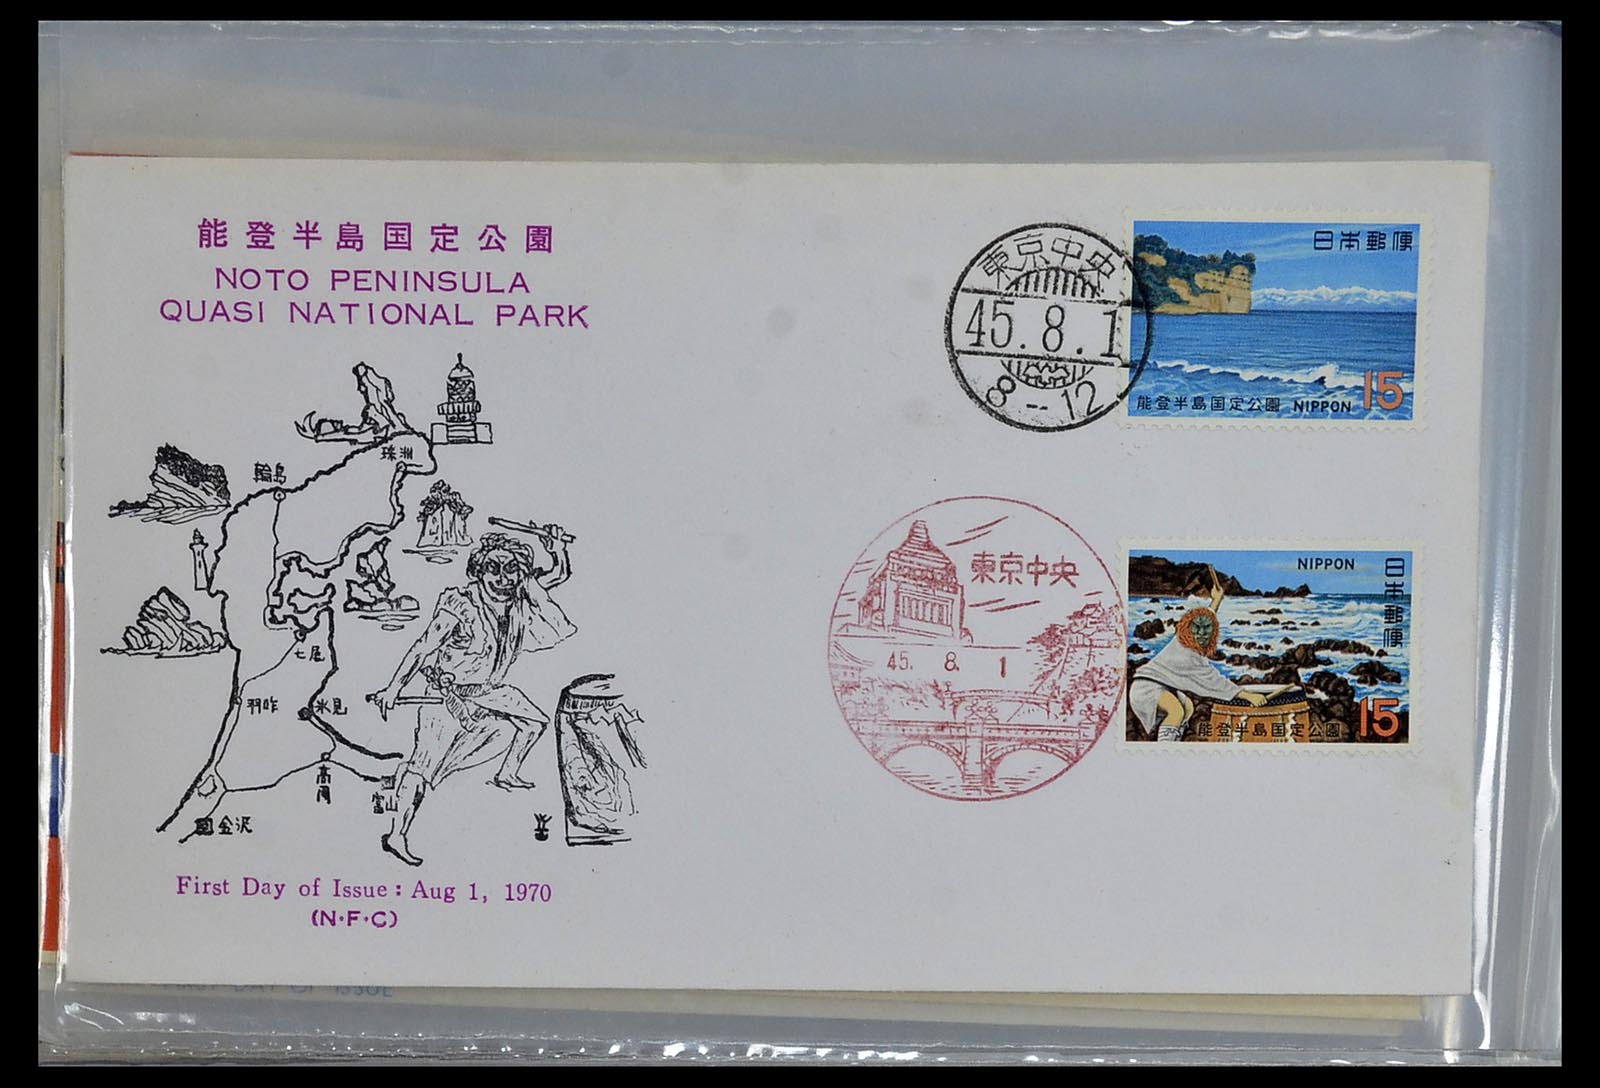 能登半島国定公園
NOTO PENINSULA
QUASI NATIONAL PARK
珠洲
輪島
七尾
羽咋
氷見
高岡
富山
金沢
First Day of Issue : Aug 1, 1970
(N・F・C)
東京中央
45.8.1
8--12
日本郵便
能登半島国定公園 NIPPON 15
東京中央
45. 8. 1
NIPPON
日本郵便
能登半島国定公園 15
FIRST DAY OF ISSUE